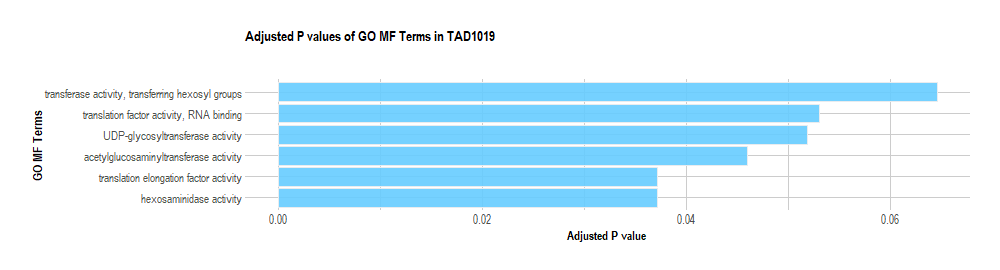 Adjusted P values of GO MF Terms in TAD1019
GO MF Terms
transferase activity, transferring hexosyl groups
translation factor activity, RNA binding
UDP-glycosyltransferase activity
acetylglucosaminyltransferase activity
translation elongation factor activity
hexosaminidase activity
0.00 0.02 0.04 0.06
Adjusted P value